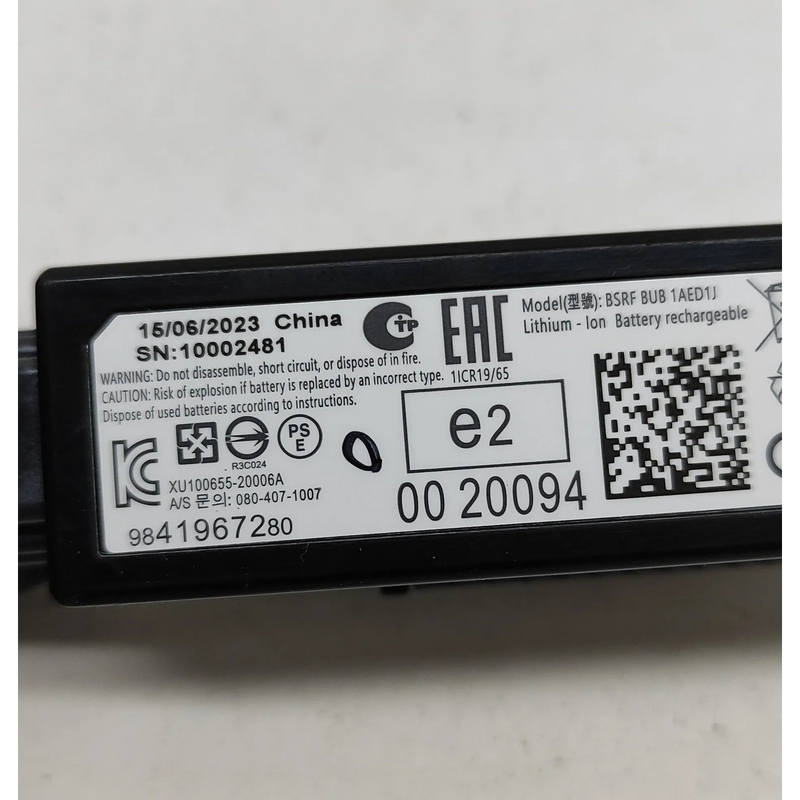 15/06/2023 China
SN:10002481
WARNING: Do not disassemble, short circuit, or dispose of in fire.
CAUTION: Risk of explosion if battery is replaced by an incorrect type. 1ICR19/65
Dispose of used batteries according to instructions.
CTP
EAC
Model(型號): BSRF BUB 1AED1J
Lithium - Ion Battery rechargeable
KC
R3C024
PS
E
XU100655-20006A
A/S 문의: 080-407-1007
9841967280
e2
00 20094